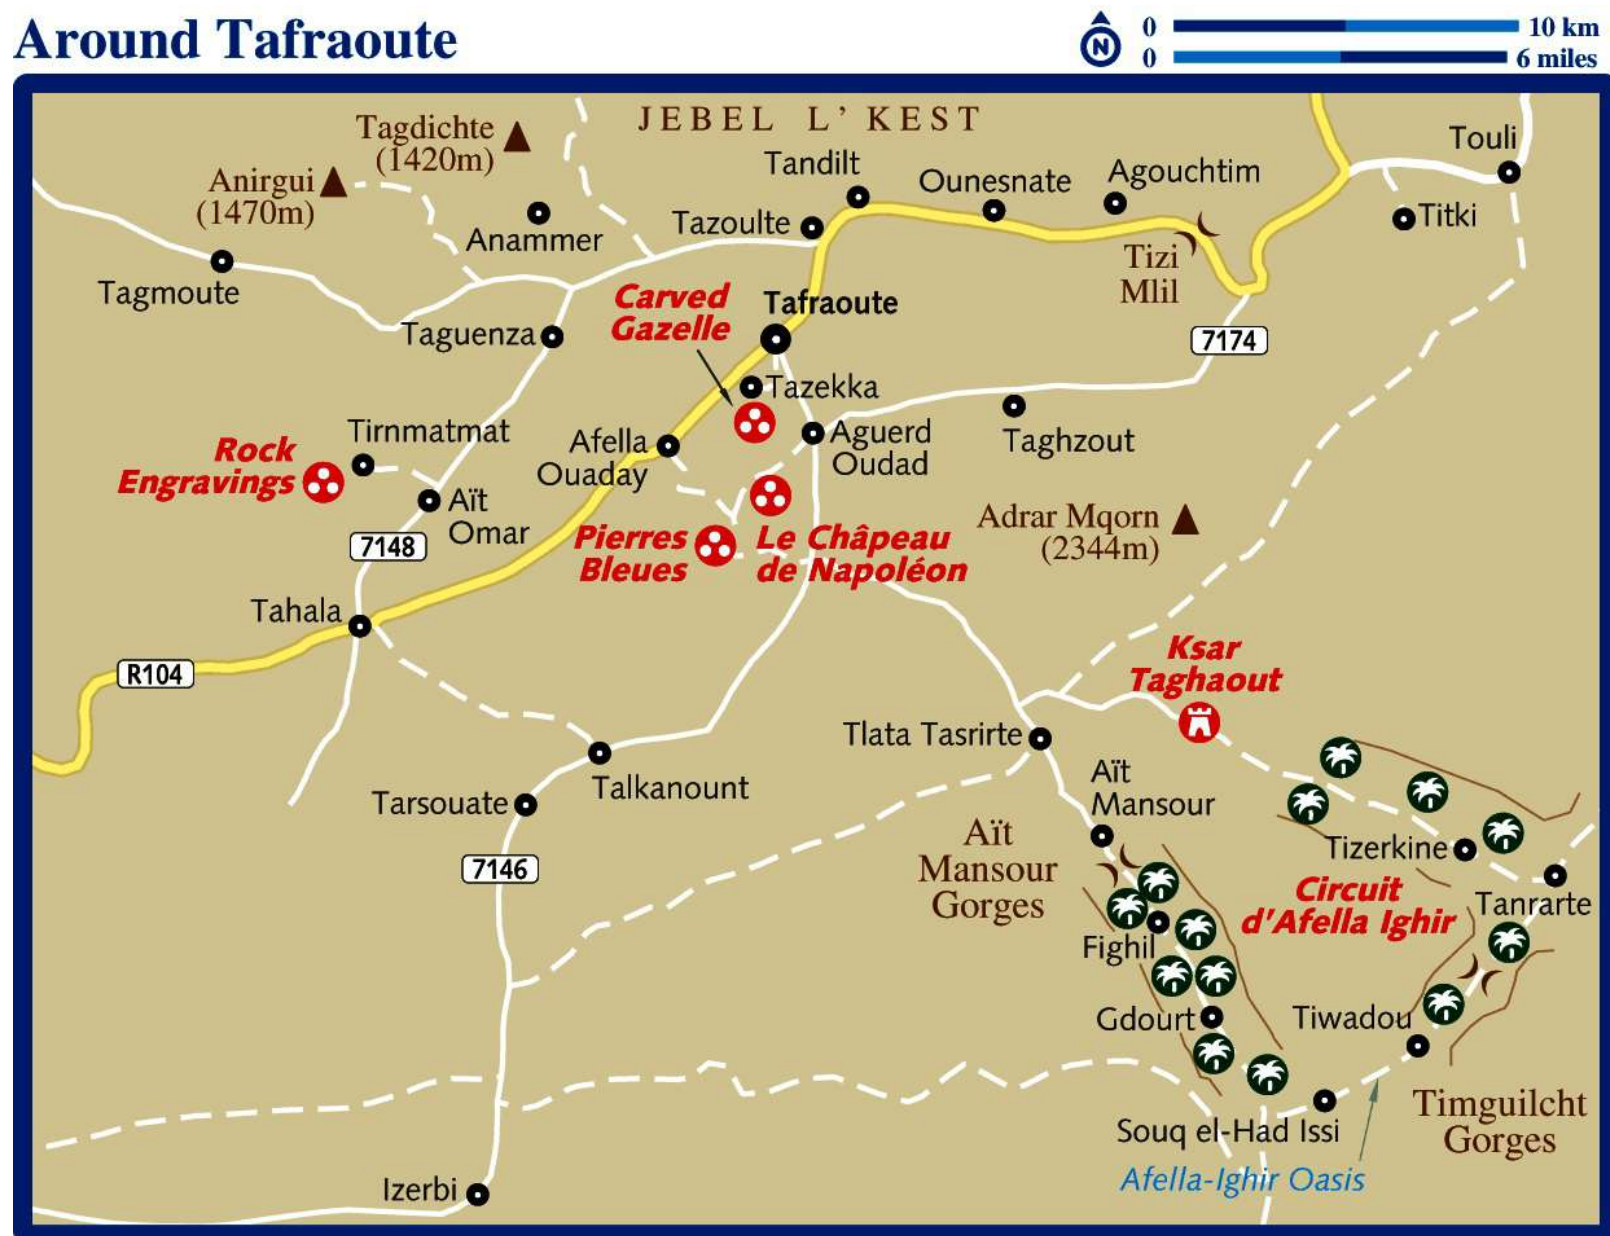 Around Tafraoute
N
0
10 km
0
6 miles
JEBEL L' KEST
Tagdichte
(1420m)
Anirgui
(1470m)
Anammer
Tagmoute
Tazoulte
Tandilt
Ounesnate
Agouchtim
Touli
Titki
Tizi
Mlil
Carved
Gazelle
Tafraoute
Taguenza
7174
Tazekka
Tirnmatmat
Rock
Engravings
Afella
Ouaday
Aguerd
Oudad
Taghzout
Aït
Omar
7148
Pierres
Bleues
Le Châpeau
de Napoléon
Adrar Mqorn
(2344m)
Tahala
R104
Ksar
Taghaout
Tlata Tasrirte
Talkanount
Tarsouate
Aït
Mansour
7146
Aït
Mansour
Gorges
Tizerkine
Circuit
d'Afella Ighir
Tanrarte
Fighil
Gdourt
Tiwadou
Timguilcht
Gorges
Souq el-Had Issi
Afella-Ighir Oasis
Izerbi